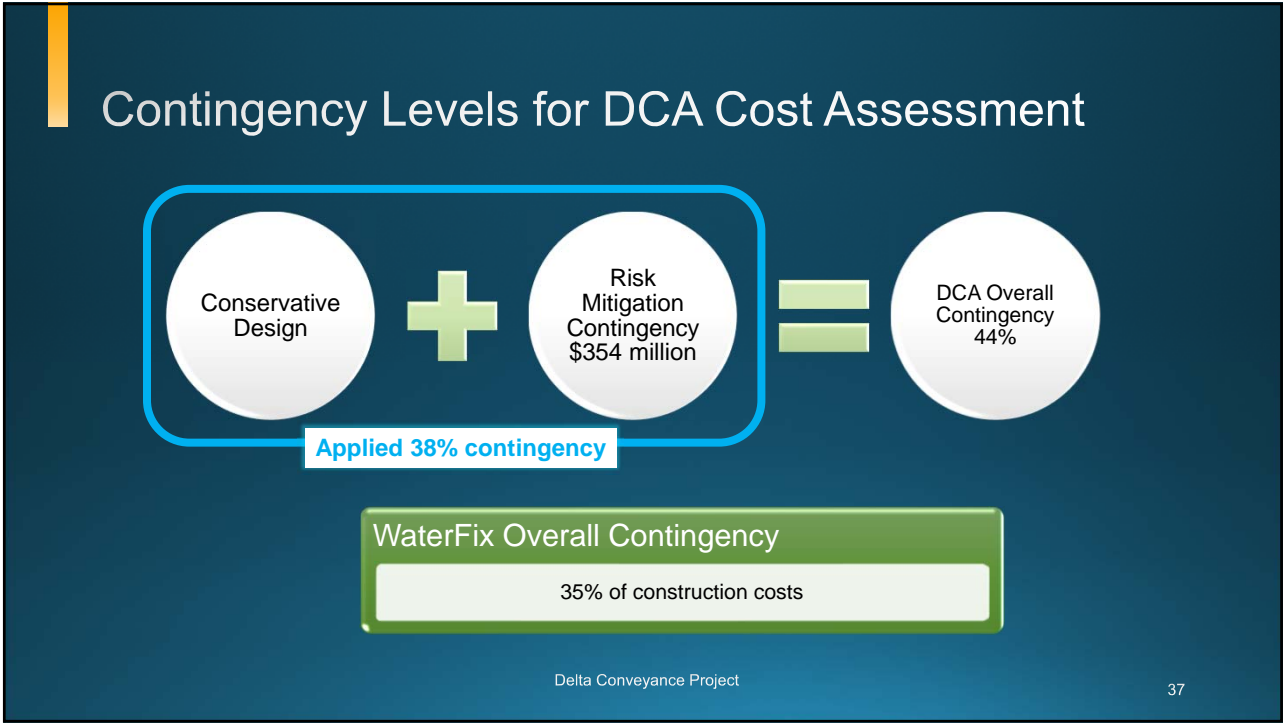 Contingency Levels for DCA Cost Assessment
Conservative
Design
Risk
Mitigation
Contingency
$354 million
DCA Overall
Contingency
44%
Applied 38% contingency
WaterFix Overall Contingency
35% of construction costs
Delta Conveyance Project
37